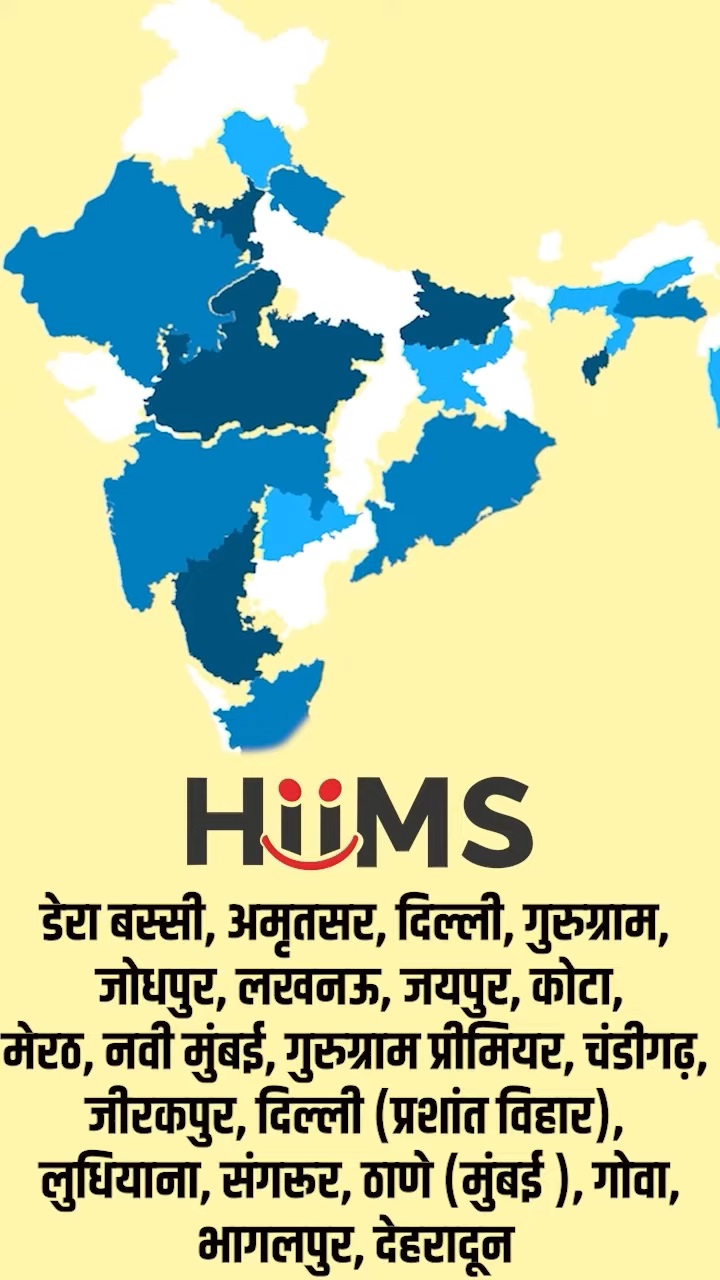 HiiMS
डेरा बस्सी, अमृतसर, दिल्ली, गुरुग्राम,
जोधपुर, लखनऊ, जयपुर, कोटा,
मेरठ, नवी मुंबई, गुरुग्राम प्रीमियर, चंडीगढ़,
जीरकपुर, दिल्ली (प्रशांत विहार),
लुधियाना, संगरूर, ठाणे (मुंबई ), गोवा,
भागलपुर, देहरादून